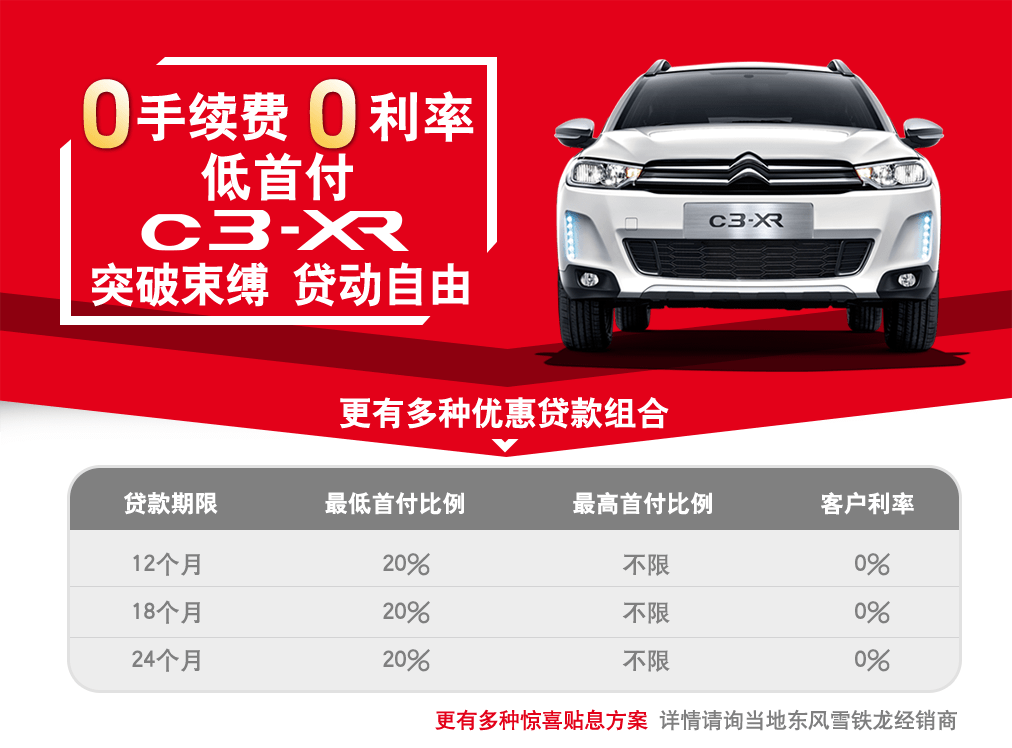 0手续费 0利率
低首付
C3-XR
突破束缚 贷动自由
C3-XR
更有多种优惠贷款组合
贷款期限 最低首付比例 最高首付比例 客户利率
12个月 20% 不限 0%
18个月 20% 不限 0%
24个月 20% 不限 0%
更有多种惊喜贴息方案 详情请询当地东风雪铁龙经销商